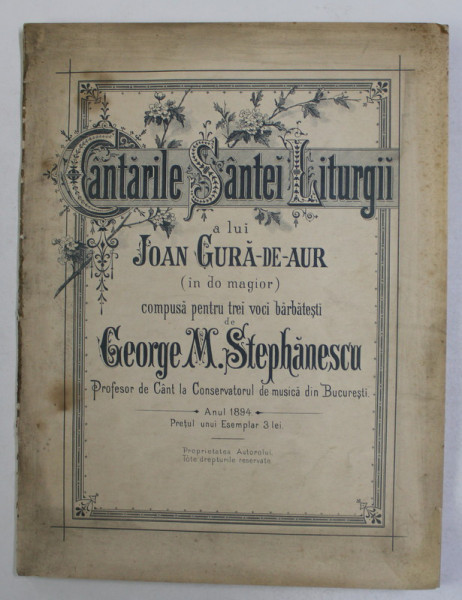 Cântările Sântei Liturgii
a lui
JOAN GURĂ-DE-AUR
(in do magior)
compusă pentru trei voci bărbătești
de
George M. Stephănescu
Profesor de Cânt la Conservatorul de musică din București.
Anul 1894
Prețul unui Esemplar 3 lei.
Proprietatea Autorului.
Tóte drepturile reservate